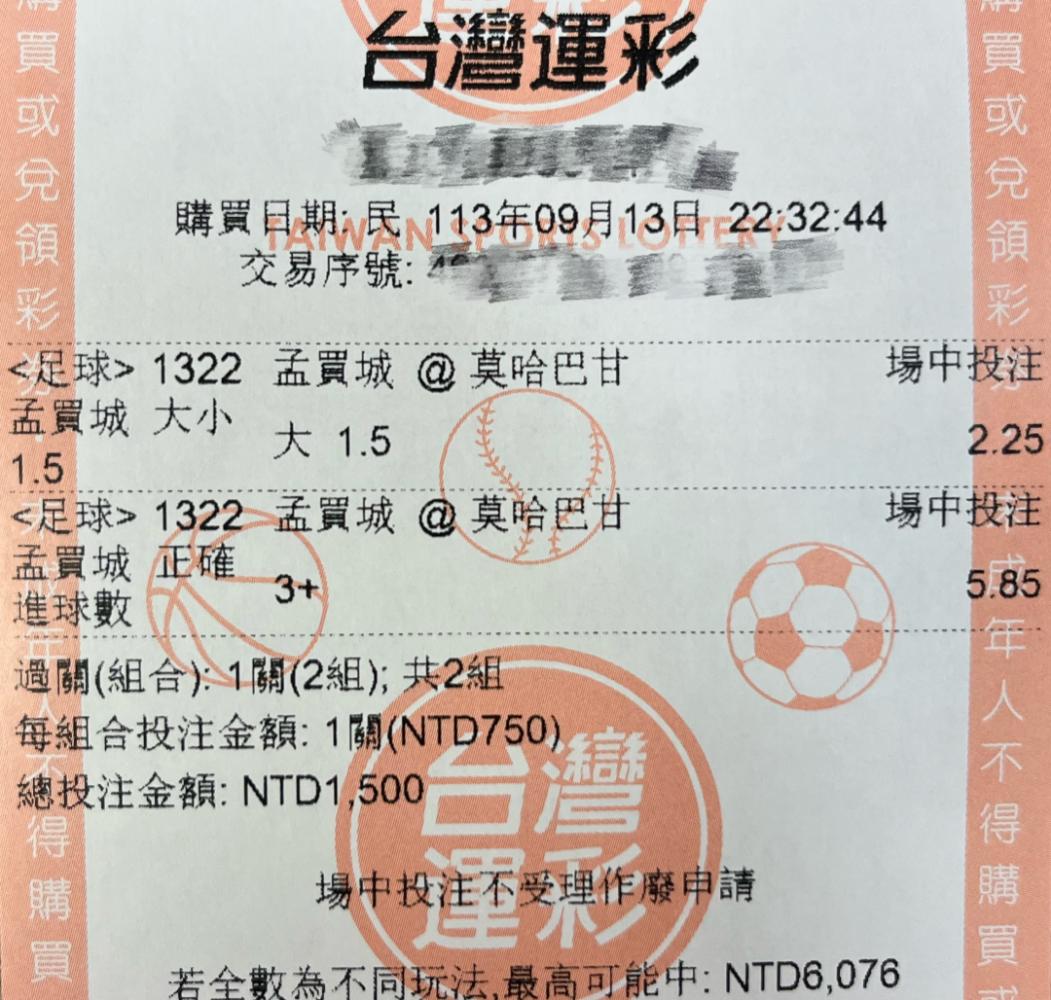 台灣運彩
TAIWAN SPORTS LOTTERY
購買日期: 民 113年09月13日 22:32:44
交易序號:
<足球> 1322 孟買城 @ 莫哈巴甘 場中投注
孟買城 大小 1.5
大 1.5
2.25
<足球> 1322 孟買城 @ 莫哈巴甘 場中投注
孟買城 正確進球數
3+
5.85
過關(組合): 1關(2組); 共2組
每組合投注金額: 1關(NTD750)
總投注金額: NTD1,500
台灣
運彩
場中投注不受理作廢申請
若全數為不同玩法,最高可能中: NTD6,076
購買或兌領彩券
年人不得購買
購買或兌領彩券
未成年人不得購買或